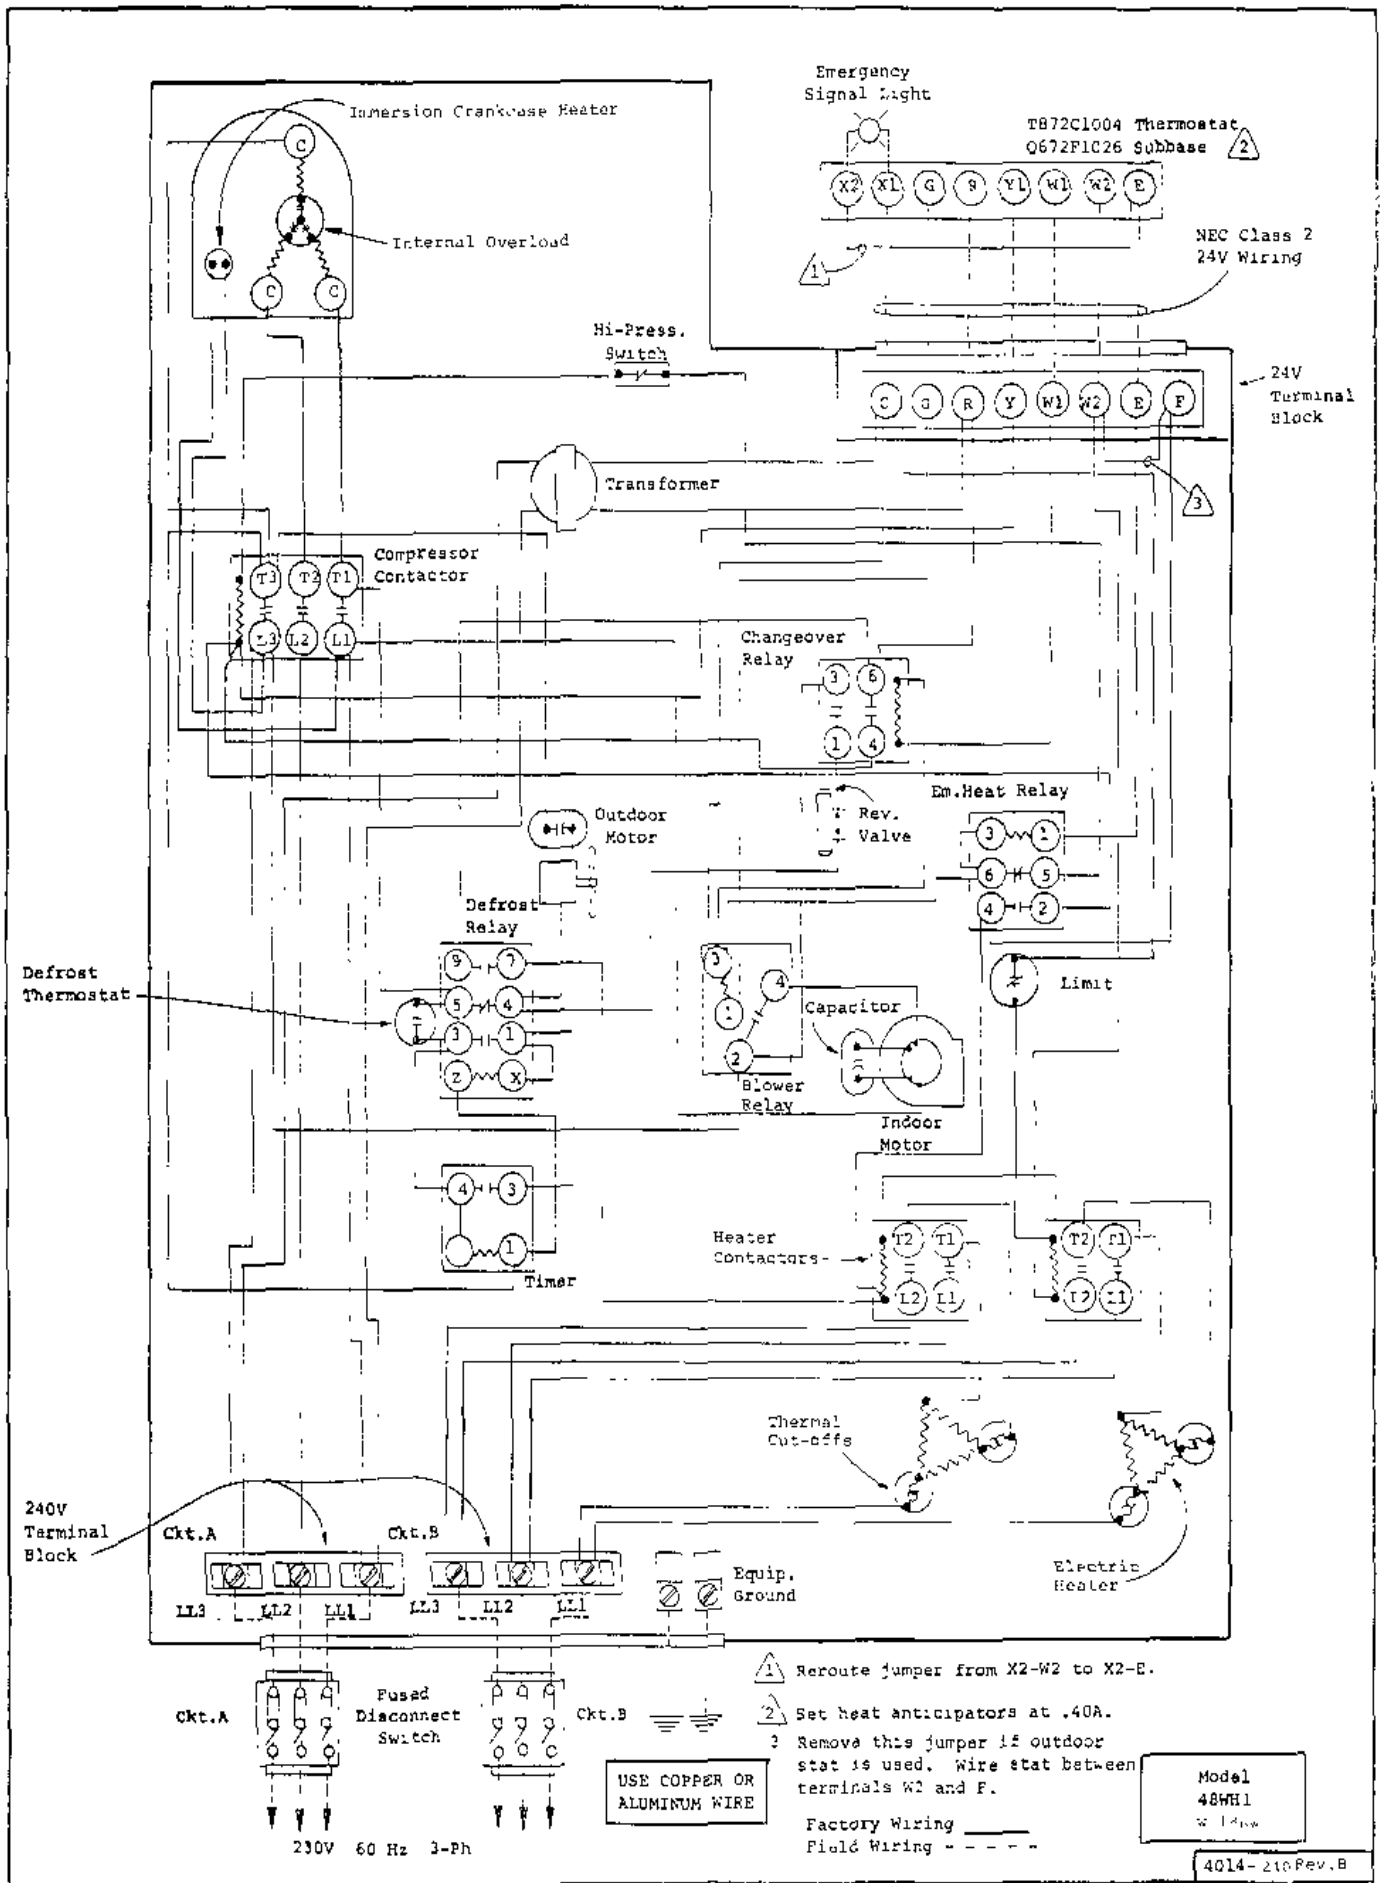 Emergency
Signal Light
T872C1004 Thermostat
Q672F1C26 Subbase
2
Immersion Crankcase Heater
C
X2 X1 G 9 Y1 W1 W2 E
Internal Overload
C C
1
NEC Class 2
24V Wiring
Hi-Press.
Switch
24V
Terminal
Block
C G R Y W1 W2 E F
Transformer
3
Compressor
Contactor
T3 T2 T1
L3 L2 L1
Changeover
Relay
3 6
1 4
Em.Heat Relay
Outdoor
Motor
Rev.
Valve
3 1
6 5
4 2
Defrost
Relay
Defrost
Thermostat
9 7
5 4
3 1
2 X
3 4
1
2
Capacitor
Limit
Blower
Relay
Indoor
Motor
4 3
1
Timer
Heater
Contactors
T2 T1
L2 L1
T2 T1
L2 L1
Thermal
Cut-offs
240V
Terminal
Block
Ckt.A
Ckt.B
Electric
Heater
Equip.
Ground
LL3 LL2 LL1
LL3 LL2 LL1
Ckt.A
Fused
Disconnect
Switch
Ckt.B
1 Reroute jumper from X2-W2 to X2-E.
2 Set heat anticipators at .40A.
3 Remove this jumper if outdoor
stat is used. Wire stat between
terminals W2 and F.
USE COPPER OR
ALUMINUM WIRE
Factory Wiring
Field Wiring
Model
48WH1
230V 60 Hz 3-Ph
4014-210 Rev.B